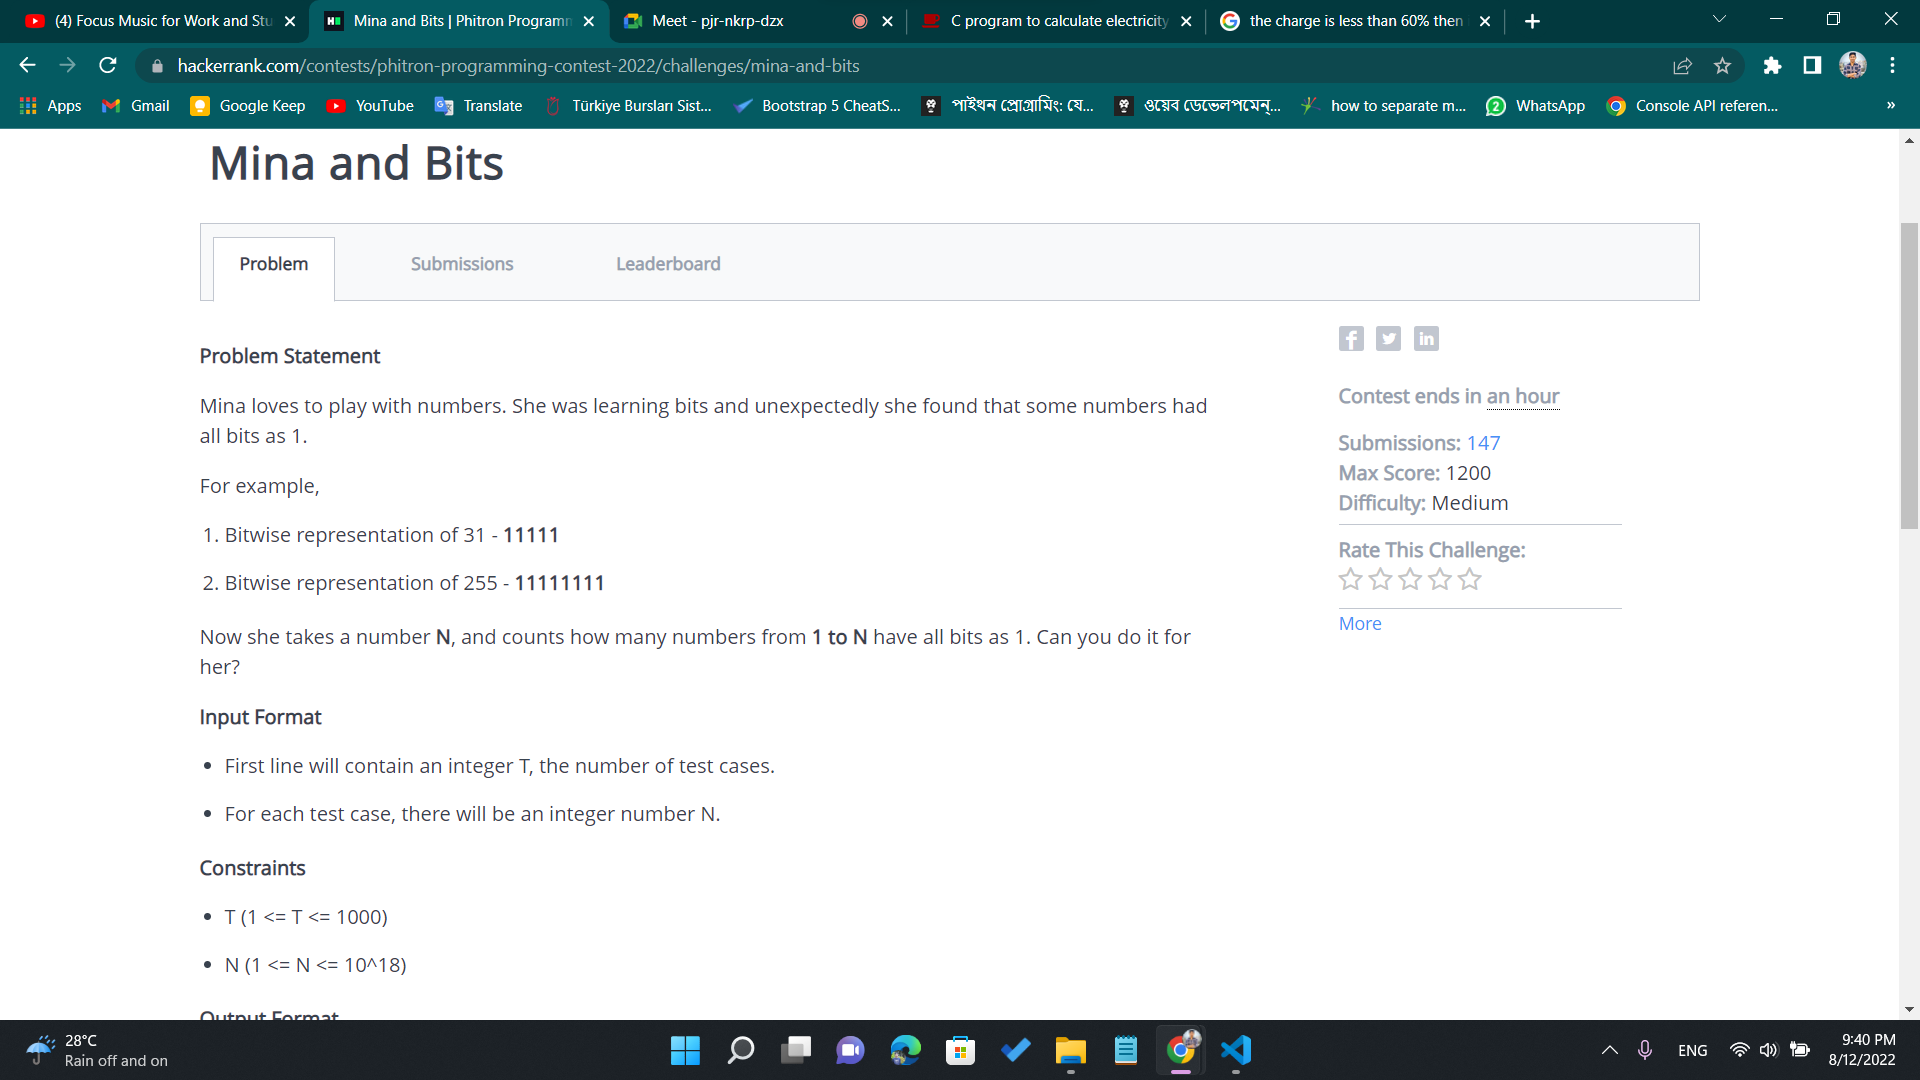 (4) Focus Music for Work and Stu
Mina and Bits | Phitron Programm
Meet - pjr-nkrp-dzx
C program to calculate electricity
the charge is less than 60% then
hackerrank.com/contests/phitron-programming-contest-2022/challenges/mina-and-bits
Apps
Gmail
Google Keep
YouTube
Translate
Türkiye Bursları Sist...
Bootstrap 5 CheatS...
পাইথন প্রোগ্রামিং: যে...
ওয়েব ডেভেলপমেন্...
how to separate m...
WhatsApp
Console API referen...
»
Mina and Bits
Problem
Submissions
Leaderboard
Problem Statement
Mina loves to play with numbers. She was learning bits and unexpectedly she found that some numbers had
all bits as 1.
For example,
1. Bitwise representation of 31 - 11111
2. Bitwise representation of 255 - 11111111
Now she takes a number N, and counts how many numbers from 1 to N have all bits as 1. Can you do it for
her?
Input Format
• First line will contain an integer T, the number of test cases.
• For each test case, there will be an integer number N.
Constraints
• T (1 <= T <= 1000)
• N (1 <= N <= 10^18)
Output Format
Contest ends in an hour
Submissions: 147
Max Score: 1200
Difficulty: Medium
Rate This Challenge:
More
28°C
Rain off and on
ENG
9:40 PM
8/12/2022